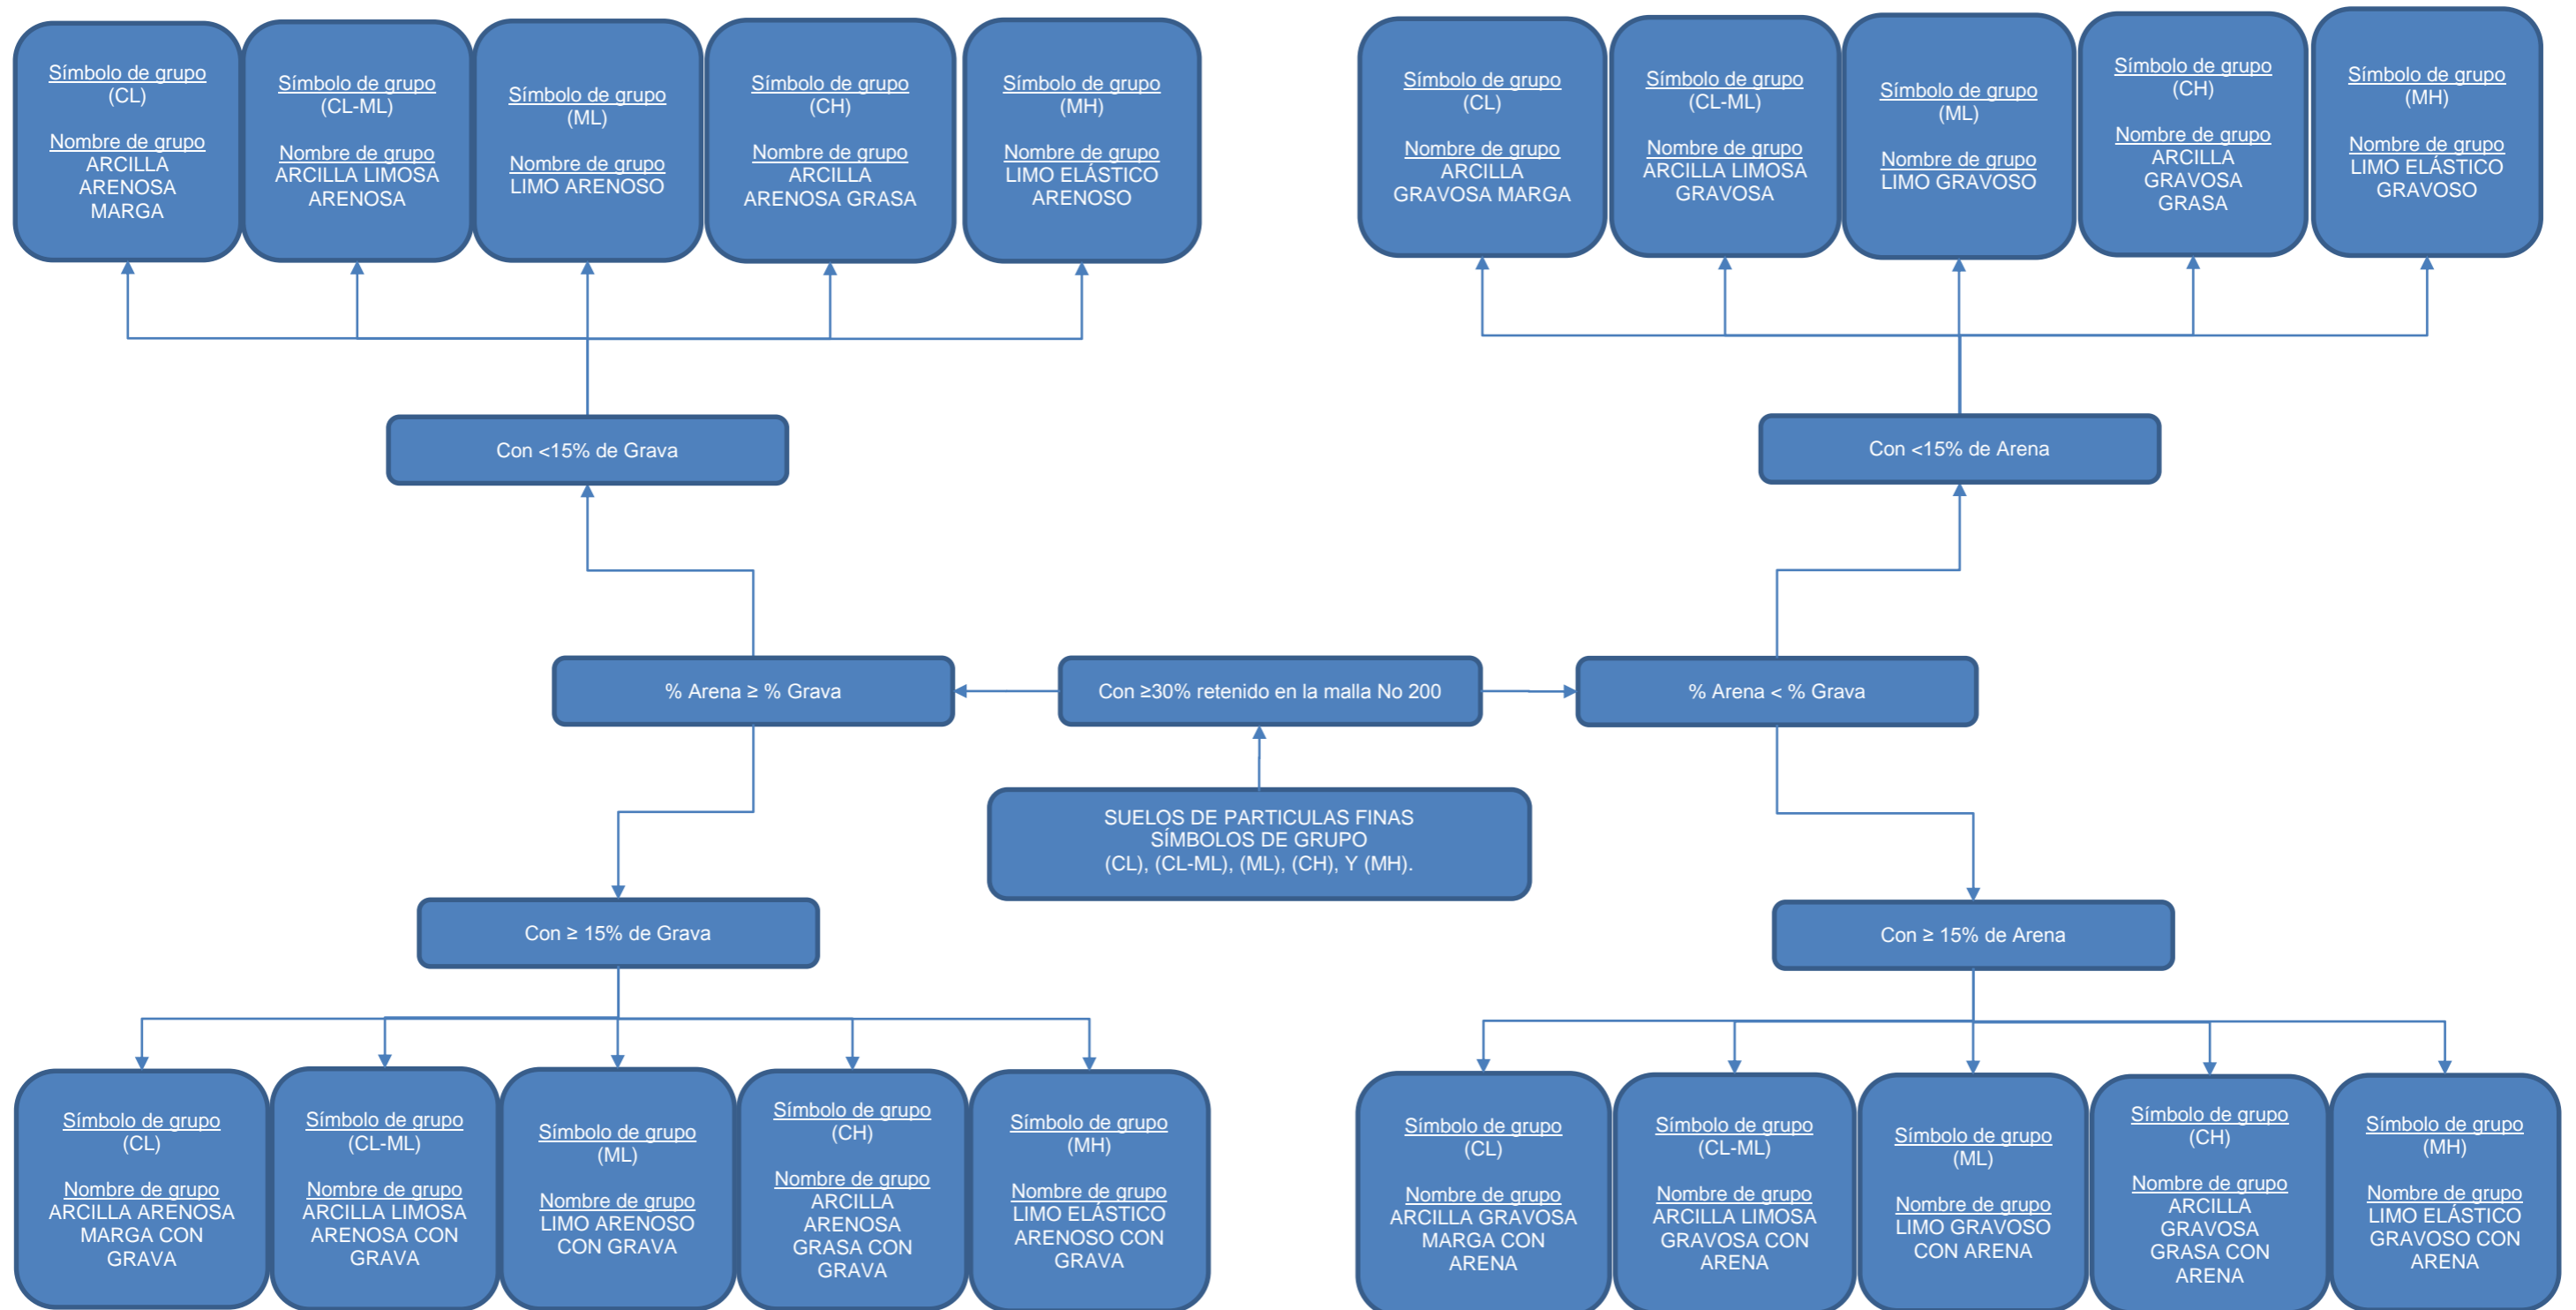 Símbolo de grupo
(CL)
Nombre de grupo
ARCILLA
ARENOSA
MARGA
Símbolo de grupo
(CL-ML)
Nombre de grupo
ARCILLA LIMOSA
ARENOSA
Símbolo de grupo
(ML)
Nombre de grupo
LIMO ARENOSO
Símbolo de grupo
(CH)
Nombre de grupo
ARCILLA
ARENOSA GRASA
Símbolo de grupo
(MH)
Nombre de grupo
LIMO ELÁSTICO
ARENOSO
Símbolo de grupo
(CL)
Nombre de grupo
ARCILLA
GRAVOSA MARGA
Símbolo de grupo
(CL-ML)
Nombre de grupo
ARCILLA LIMOSA
GRAVOSA
Símbolo de grupo
(ML)
Nombre de grupo
LIMO GRAVOSO
Símbolo de grupo
(CH)
Nombre de grupo
ARCILLA
GRAVOSA
GRASA
Símbolo de grupo
(MH)
Nombre de grupo
LIMO ELÁSTICO
GRAVOSO
Con <15% de Grava
Con <15% de Arena
% Arena ≥ % Grava
Con ≥30% retenido en la malla No 200
% Arena < % Grava
SUELOS DE PARTICULAS FINAS
SÍMBOLOS DE GRUPO
(CL), (CL-ML), (ML), (CH), Y (MH).
Con ≥ 15% de Grava
Con ≥ 15% de Arena
Símbolo de grupo
(CL)
Nombre de grupo
ARCILLA ARENOSA
MARGA CON
GRAVA
Símbolo de grupo
(CL-ML)
Nombre de grupo
ARCILLA LIMOSA
ARENOSA CON
GRAVA
Símbolo de grupo
(ML)
Nombre de grupo
LIMO ARENOSO
CON GRAVA
Símbolo de grupo
(CH)
Nombre de grupo
ARCILLA
ARENOSA
GRASA CON
GRAVA
Símbolo de grupo
(MH)
Nombre de grupo
LIMO ELÁSTICO
ARENOSO CON
GRAVA
Símbolo de grupo
(CL)
Nombre de grupo
ARCILLA GRAVOSA
MARGA CON
ARENA
Símbolo de grupo
(CL-ML)
Nombre de grupo
ARCILLA LIMOSA
GRAVOSA CON
ARENA
Símbolo de grupo
(ML)
Nombre de grupo
LIMO GRAVOSO
CON ARENA
Símbolo de grupo
(CH)
Nombre de grupo
ARCILLA
GRAVOSA
GRASA CON
ARENA
Símbolo de grupo
(MH)
Nombre de grupo
LIMO ELÁSTICO
GRAVOSO CON
ARENA